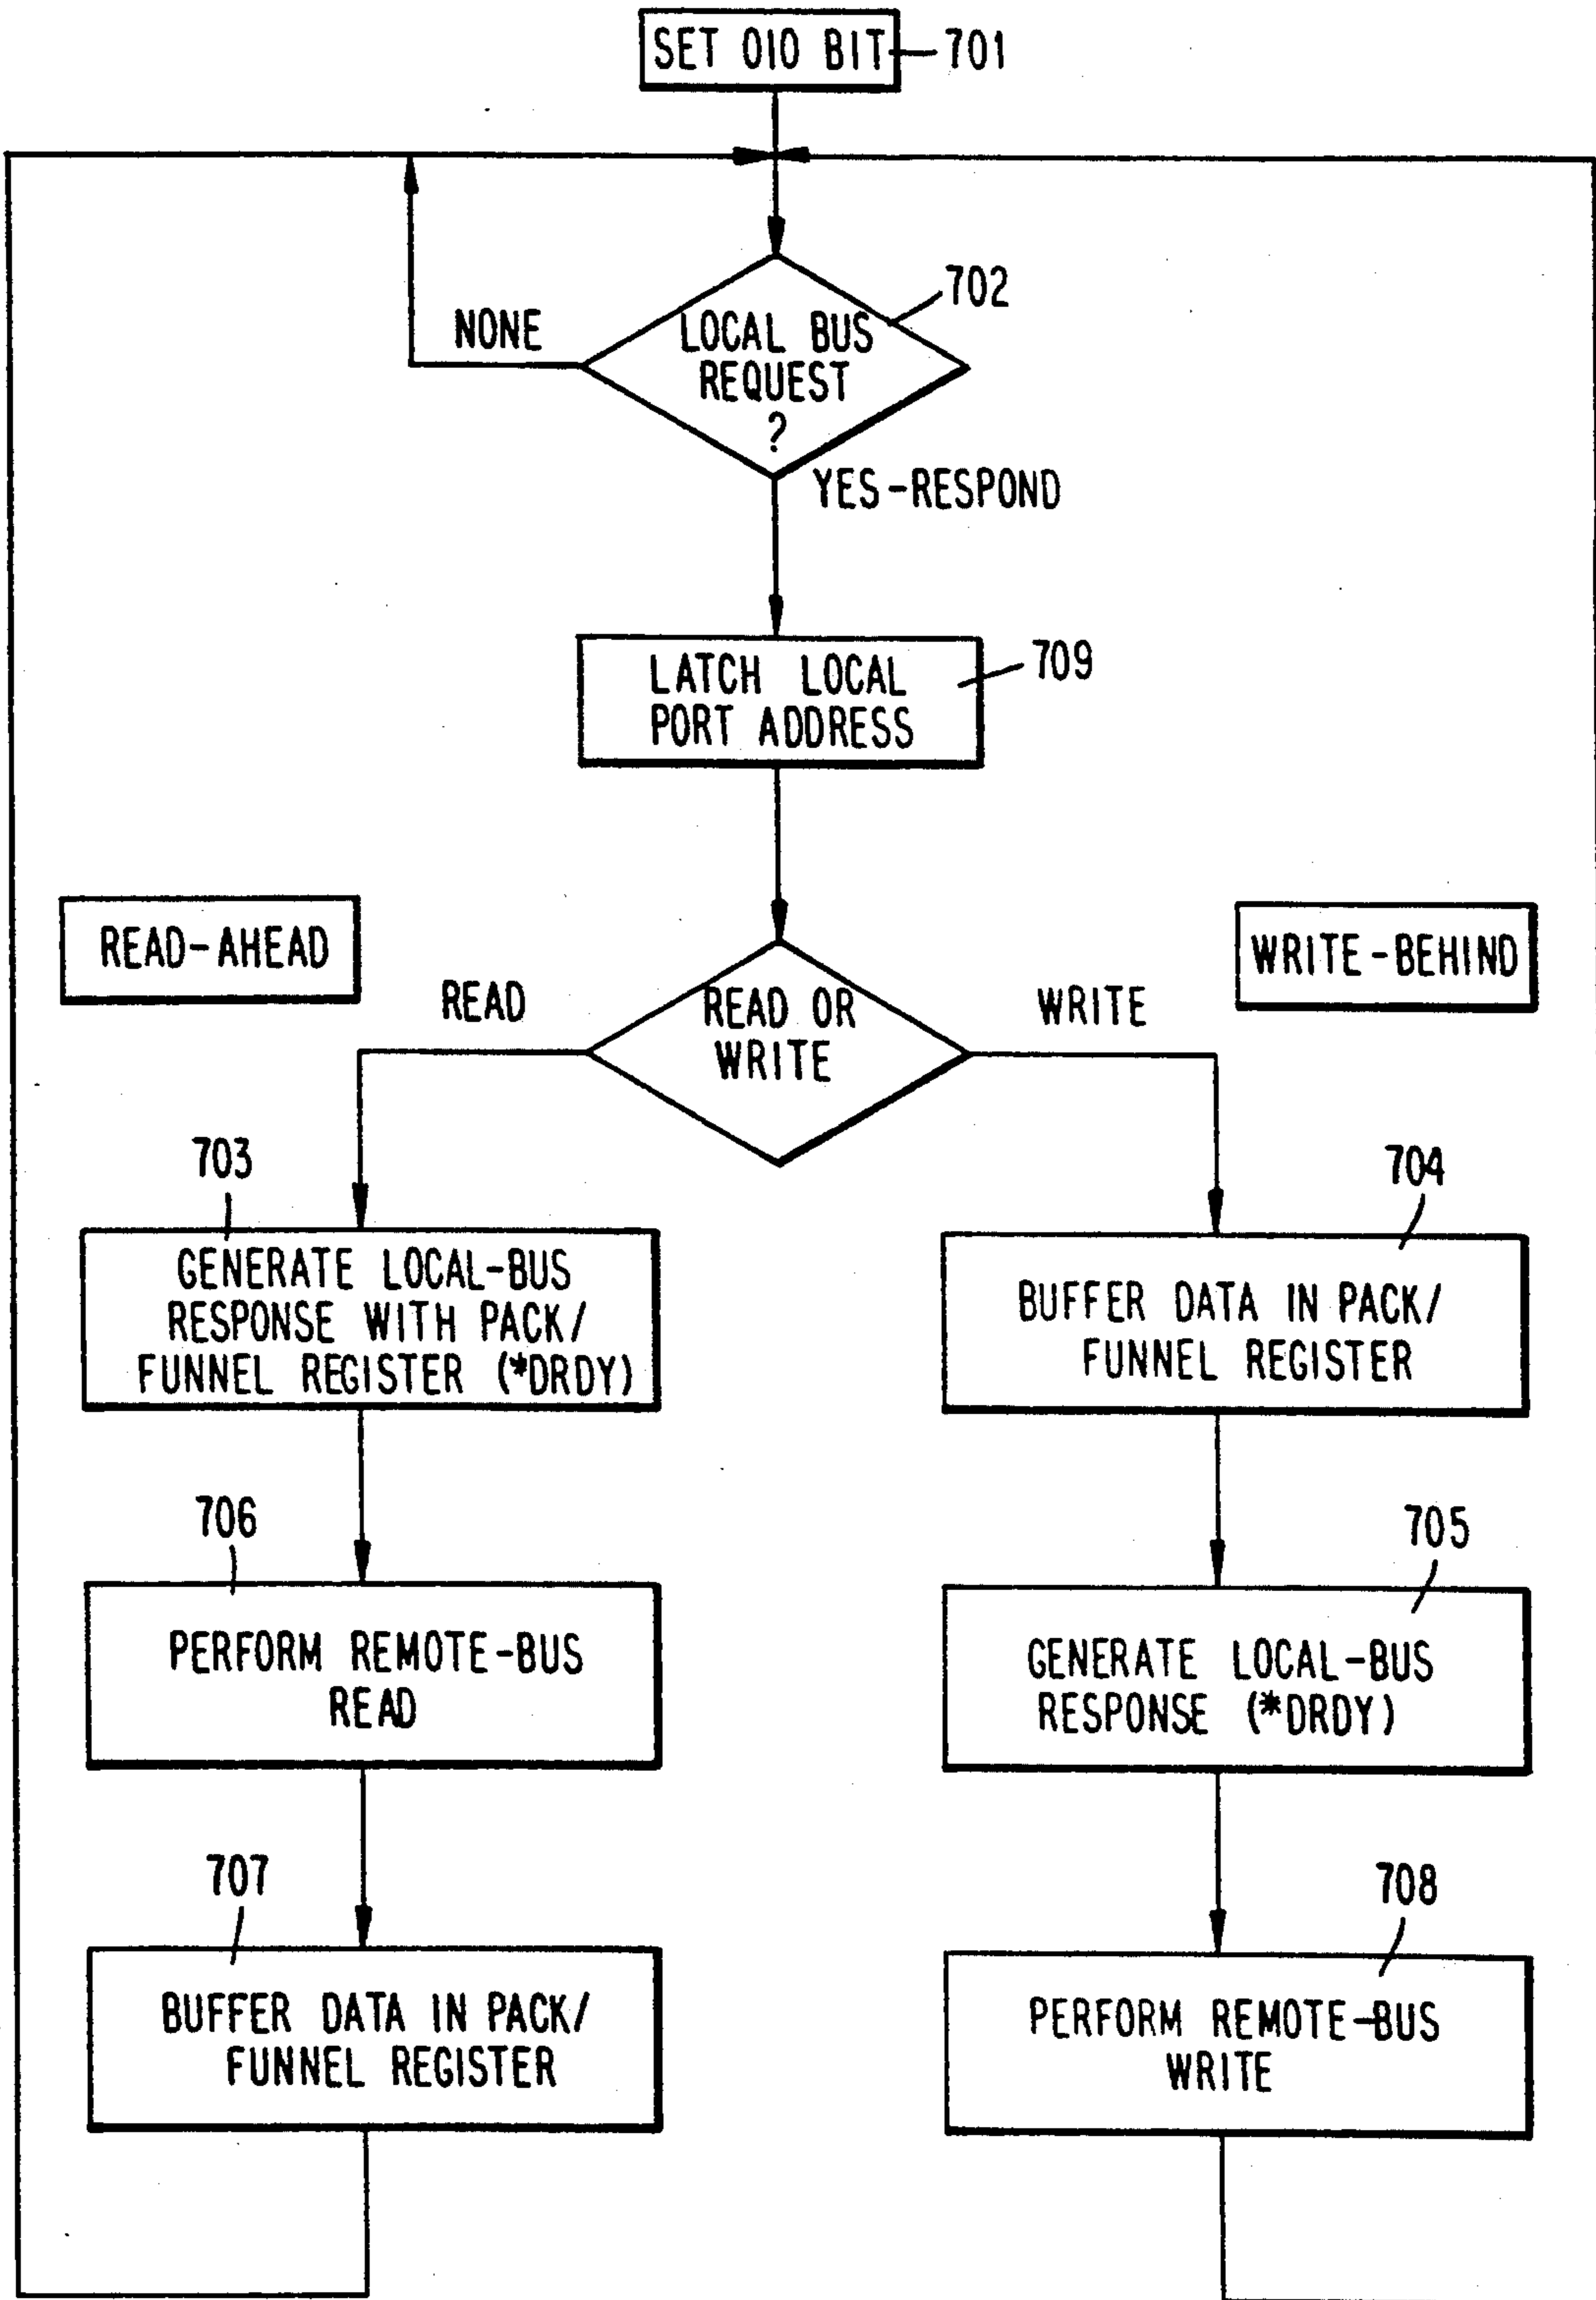 SET OIO BIT 701
702
NONE
LOCAL BUS
REQUEST
?
YES-RESPOND
LATCH LOCAL
PORT ADDRESS
709
READ-AHEAD
WRITE-BEHIND
READ
READ OR
WRITE
WRITE
703
GENERATE LOCAL-BUS
RESPONSE WITH PACK/
FUNNEL REGISTER (*DRDY)
704
BUFFER DATA IN PACK/
FUNNEL REGISTER
706
PERFORM REMOTE-BUS
READ
705
GENERATE LOCAL-BUS
RESPONSE (*DRDY)
707
BUFFER DATA IN PACK/
FUNNEL REGISTER
708
PERFORM REMOTE-BUS
WRITE